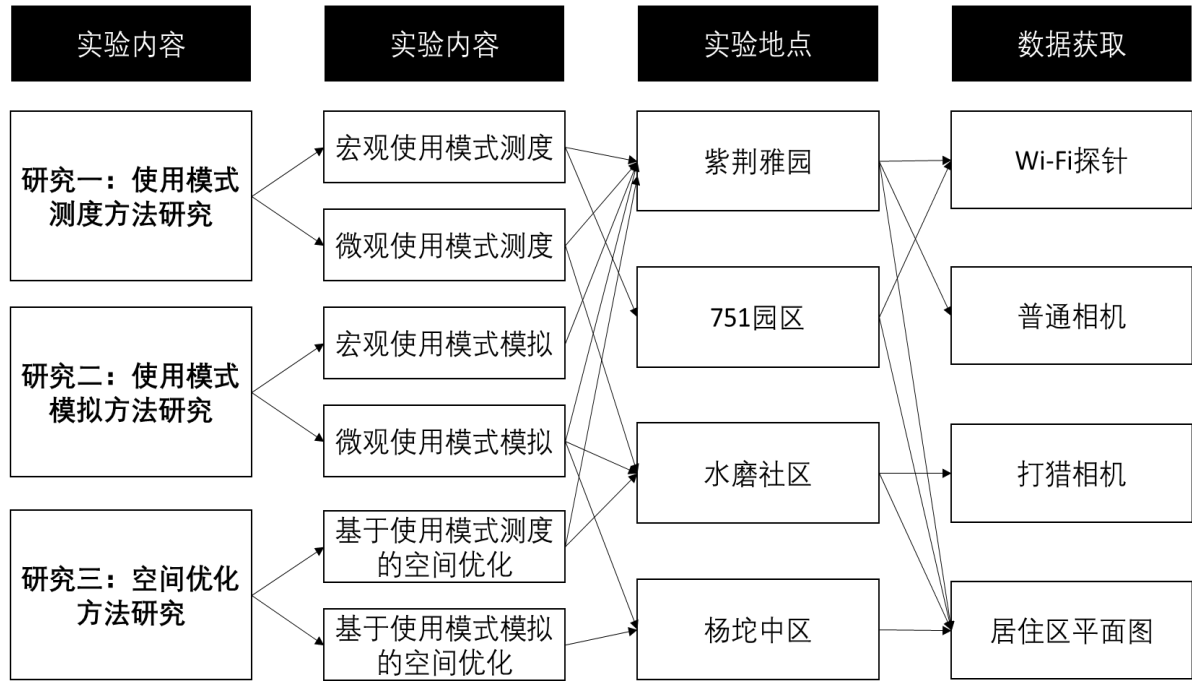 实验内容
实验内容
实验地点
数据获取
研究一：使用模式
测度方法研究
宏观使用模式测度
微观使用模式测度
研究二：使用模式
模拟方法研究
宏观使用模式模拟
微观使用模式模拟
研究三：空间优化
方法研究
基于使用模式测度
的空间优化
基于使用模式模拟
的空间优化
紫荆雅园
751园区
水磨社区
杨坨中区
Wi-Fi探针
普通相机
打猎相机
居住区平面图